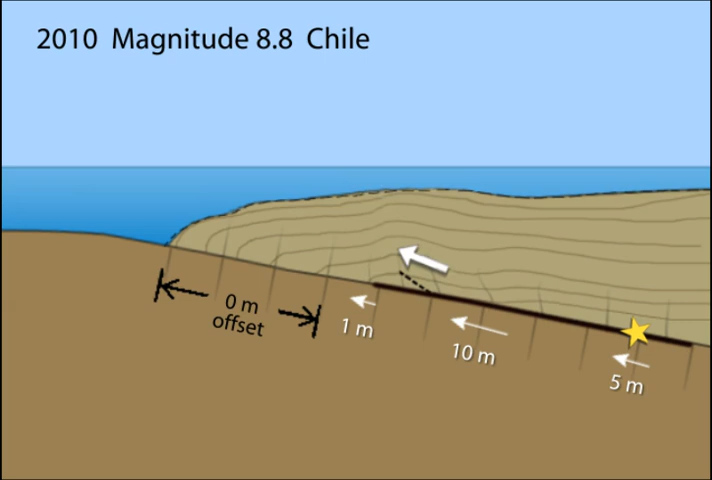 2010 Magnitude 8.8 Chile
0 m
offset
1 m
10 m
5 m